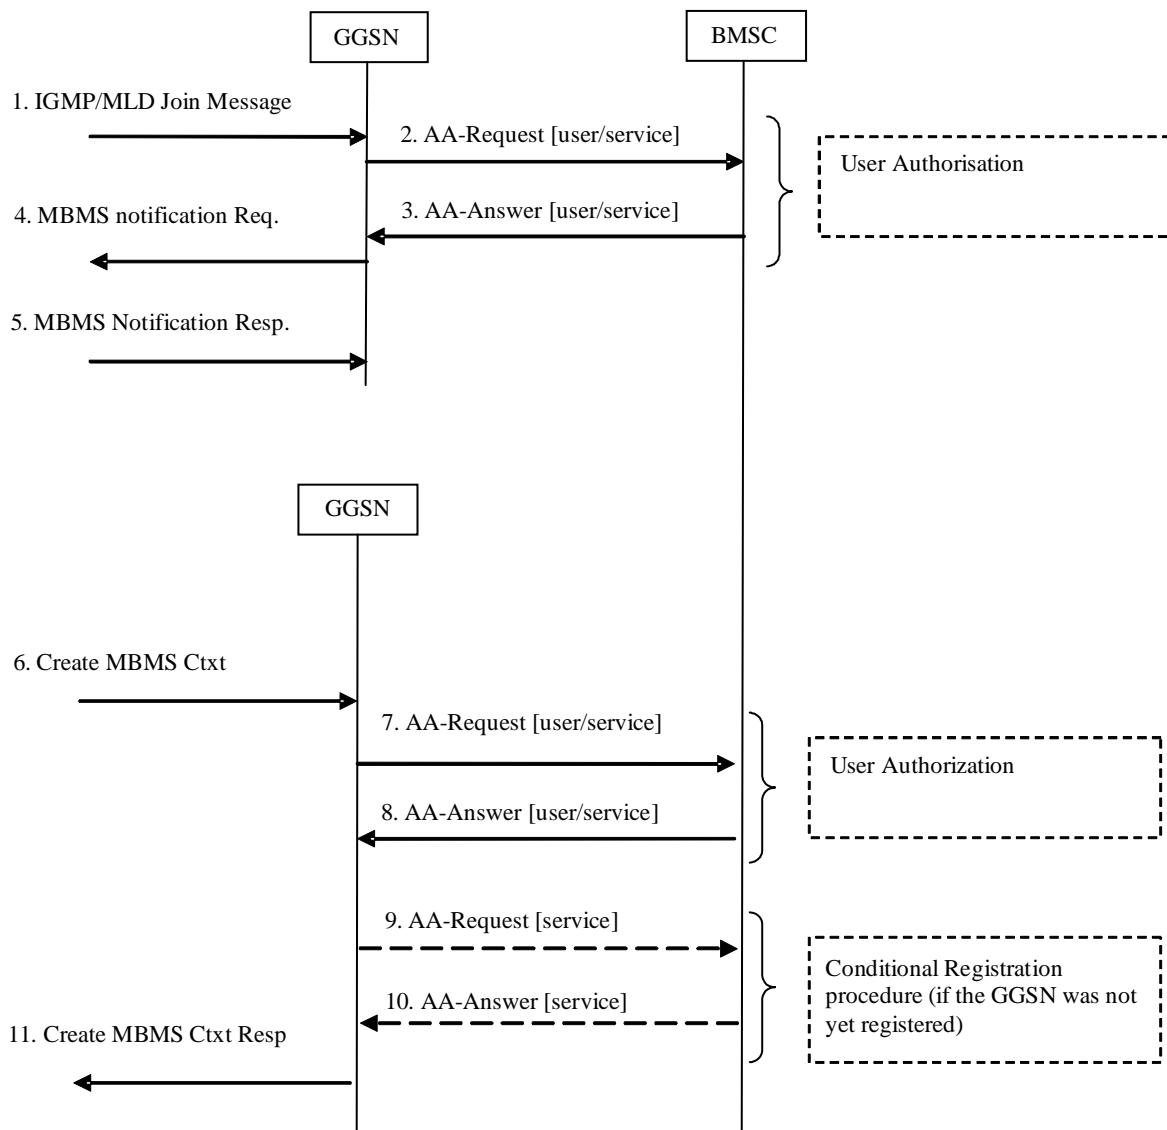 GGSN
BMSC
1. IGMP/MLD Join Message
2. AA-Request [user/service]
User Authorisation
3. AA-Answer [user/service]
4. MBMS notification Req.
5. MBMS Notification Resp.
GGSN
6. Create MBMS Ctxt
7. AA-Request [user/service]
User Authorization
8. AA-Answer [user/service]
9. AA-Request [service]
Conditional Registration
procedure (if the GGSN was not
yet registered)
10. AA-Answer [service]
11. Create MBMS Ctxt Resp